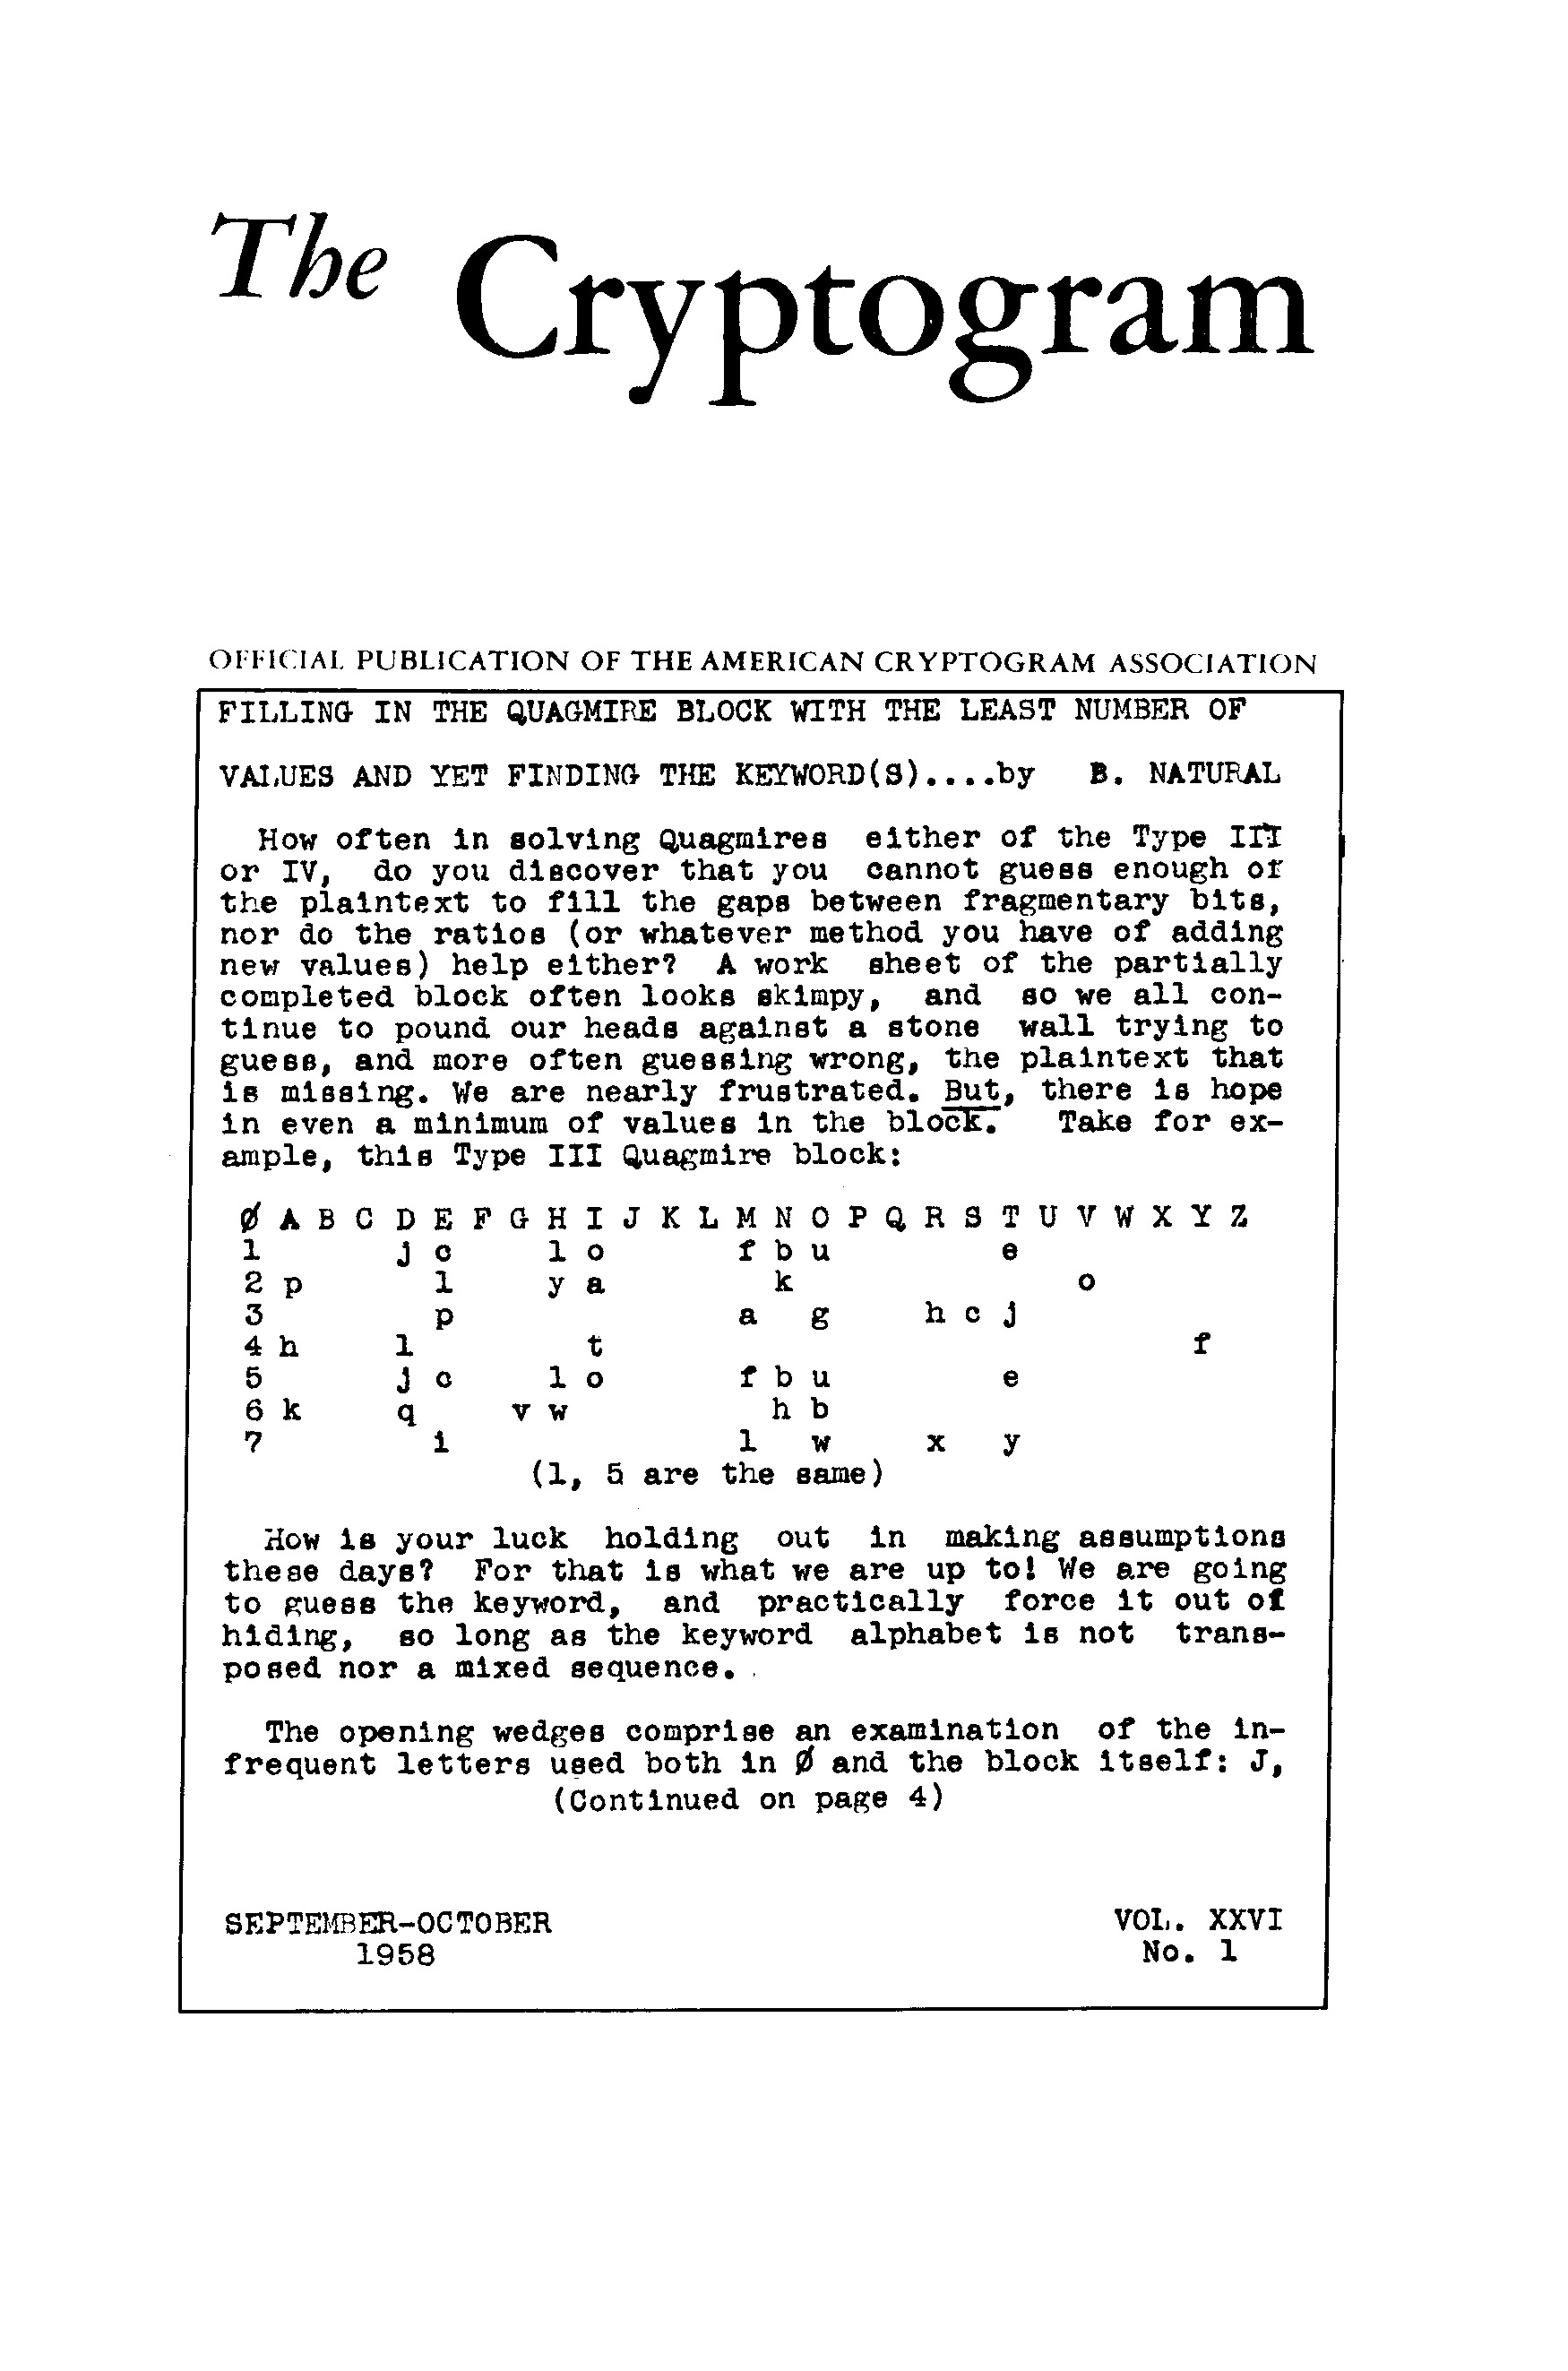 The Cryptogram
OFFICIAL PUBLICATION OF THE AMERICAN CRYPTOGRAM ASSOCIATION
FILLING IN THE QUAGMIRE BLOCK WITH THE LEAST NUMBER OF
VALUES AND YET FINDING THE KEYWORD(S)....by B. NATURAL
How often in solving Quagmires either of the Type III
or IV, do you discover that you cannot guess enough of
the plaintext to fill the gaps between fragmentary bits,
nor do the ratios (or whatever method you have of adding
new values) help either? A work sheet of the partially
completed block often looks skimpy, and so we all con-
tinue to pound our heads against a stone wall trying to
guess, and more often guessing wrong, the plaintext that
is missing. We are nearly frustrated. But, there is hope
in even a minimum of values in the block. Take for ex-
ample, this Type III Quagmire block:
Ø A B C D E F G H I J K L M N O P Q R S T U V W X Y Z
1 j c l o f b u e
2 p l y a k o
3 p a g h c j
4 h l t f
5 j c l o f b u e
6 k q v w h b
7 i l w x y
(1, 5 are the same)
How is your luck holding out in making assumptions
these days? For that is what we are up to! We are going
to guess the keyword, and practically force it out of
hiding, so long as the keyword alphabet is not trans-
posed nor a mixed sequence.
The opening wedges comprise an examination of the in-
frequent letters used both in Ø and the block itself: J,
(Continued on page 4)
SEPTEMBER-OCTOBER VOL. XXVI
1958 No. 1